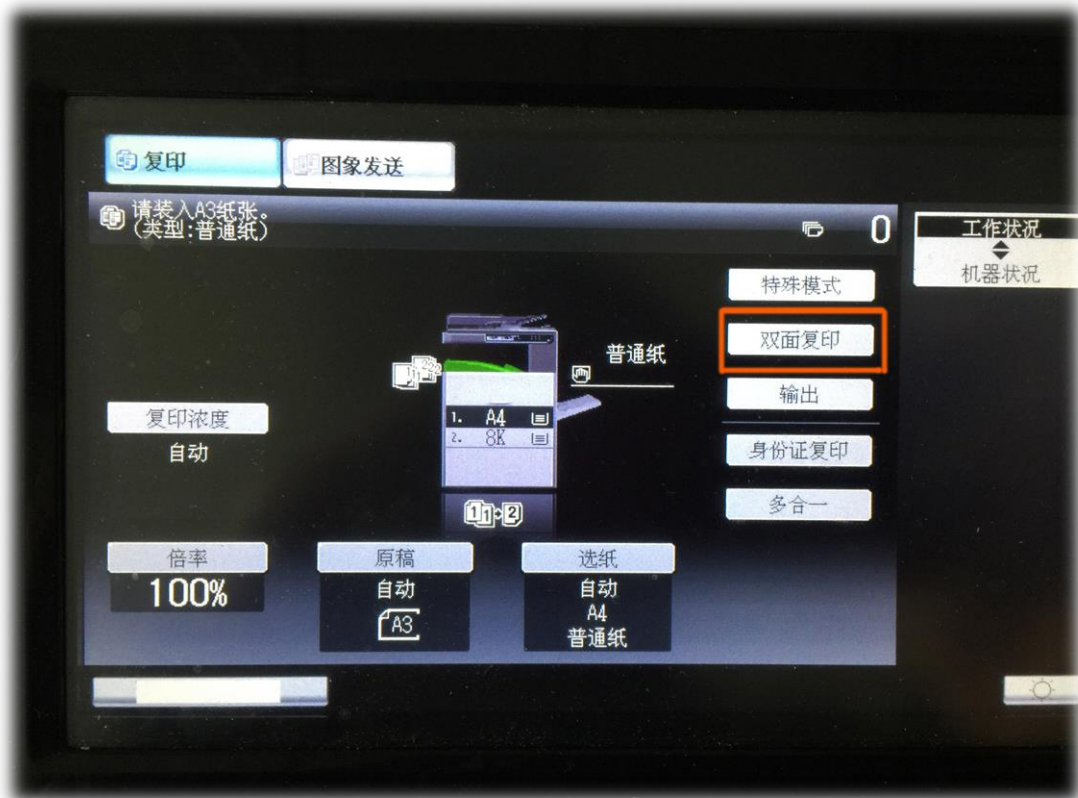 复印
图象发送
请装入A3纸张。
(类型:普通纸)
0
工作状况
机器状况
特殊模式
双面复印
普通纸
输出
1. A4
2. 8K
复印浓度
自动
身份证复印
多合一
11 2
倍率
100%
原稿
自动
A3
选纸
自动
A4
普通纸